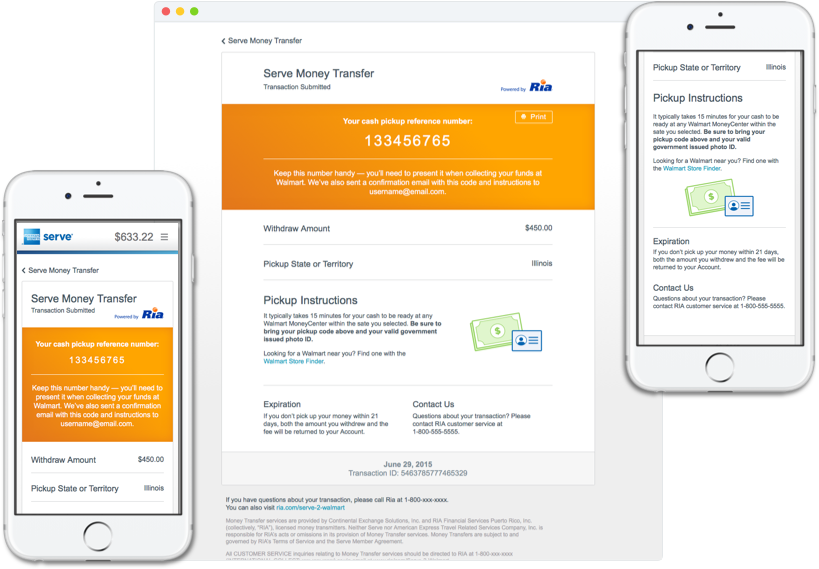 serve
$633.22
Serve Money Transfer
Serve Money Transfer
Transaction Submitted
Powered by Ria
Your cash pickup reference number:
133456765
Keep this number handy — you'll need to
present it when collecting your funds at
Walmart. We've also sent a confirmation
email with this code and instructions to
username@email.com.
Withdraw Amount $450.00
Pickup State or Territory Illinois
Serve Money Transfer
Serve Money Transfer
Transaction Submitted
Powered by Ria
Print
Your cash pickup reference number:
133456765
Keep this number handy — you'll need to present it when collecting your funds at
Walmart. We've also sent a confirmation email with this code and instructions to
username@email.com.
Withdraw Amount $450.00
Pickup State or Territory Illinois
Pickup Instructions
It typically takes 15 minutes for your cash to be ready at any
Walmart MoneyCenter within the sate you selected. Be sure to
bring your pickup code above and your valid government
issued photo ID.
Looking for a Walmart near you? Find one with the
Walmart Store Finder.
Expiration
If you don't pick up your money within 21
days, both the amount you withdrew and the
fee will be returned to your Account.
Contact Us
Questions about your transaction? Please
contact RIA customer service at
1-800-555-5555.
June 29, 2015
Transaction ID: 5463785777465329
If you have questions about your transaction, please call Ria at 1-800-xxx-xxxx.
You can also visit ria.com/serve-2-walmart
Money Transfer services are provided by Continental Exchange Solutions, Inc. and RIA Financial Services Puerto Rico, Inc.
(collectively, "RIA"), licensed money transmitters. Neither Serve nor American Express Travel Related Services Company, Inc. is
responsible for RIA's acts or omissions in its provision of Money Transfer services. Money Transfers are subject to and
governed by RIA's Terms of Service and the Serve Member Agreement.
All CUSTOMER SERVICE inquires relating to Money Transfer services should be directed to RIA at 1-800-xxx-xxxx
Pickup State or Territory Illinois
Pickup Instructions
It typically takes 15 minutes for your cash to be
ready at any Walmart MoneyCenter within the
sate you selected. Be sure to bring your
pickup code above and your valid
government issued photo ID.
Looking for a Walmart near you? Find one with
the Walmart Store Finder.
Expiration
If you don't pick up your money within 21 days,
both the amount you withdrew and the fee will be
returned to your Account.
Contact Us
Questions about your transaction? Please
contact RIA customer service at 1-800-555-5555.